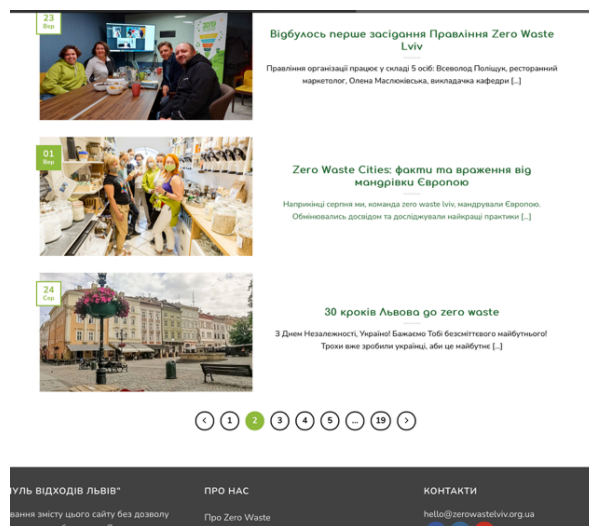 23
Вер
Відбулось перше засідання Правління Zero Waste
Lviv
Правління організації працює у складі 5 осіб: Всеволод Поліщук, ресторанний
маркетолог, Олена Маслюківська, викладачка кафедри [...]
01
Вер
Zero Waste Cities: факти та враження від
мандрівки Європою
Наприкінці серпня ми, команда zero waste lviv, мандрували Європою.
Обмінювались досвідом та досліджували найкращі практики [...]
24
Сер
30 кроків Львова до zero waste
З Днем Незалежності, Україно! Бажаємо Тобі безсміттєвого майбутнього!
Трохи вже зробили українці, аби це майбутнє [...]
1 2 3 4 5 ... 19
ВІДХОДІВ ЛЬВІВ"
ПРО НАС
КОНТАКТИ
змісту цього сайту без дозволу
Про Zero Waste
hello@zerowastelviv.org.ua